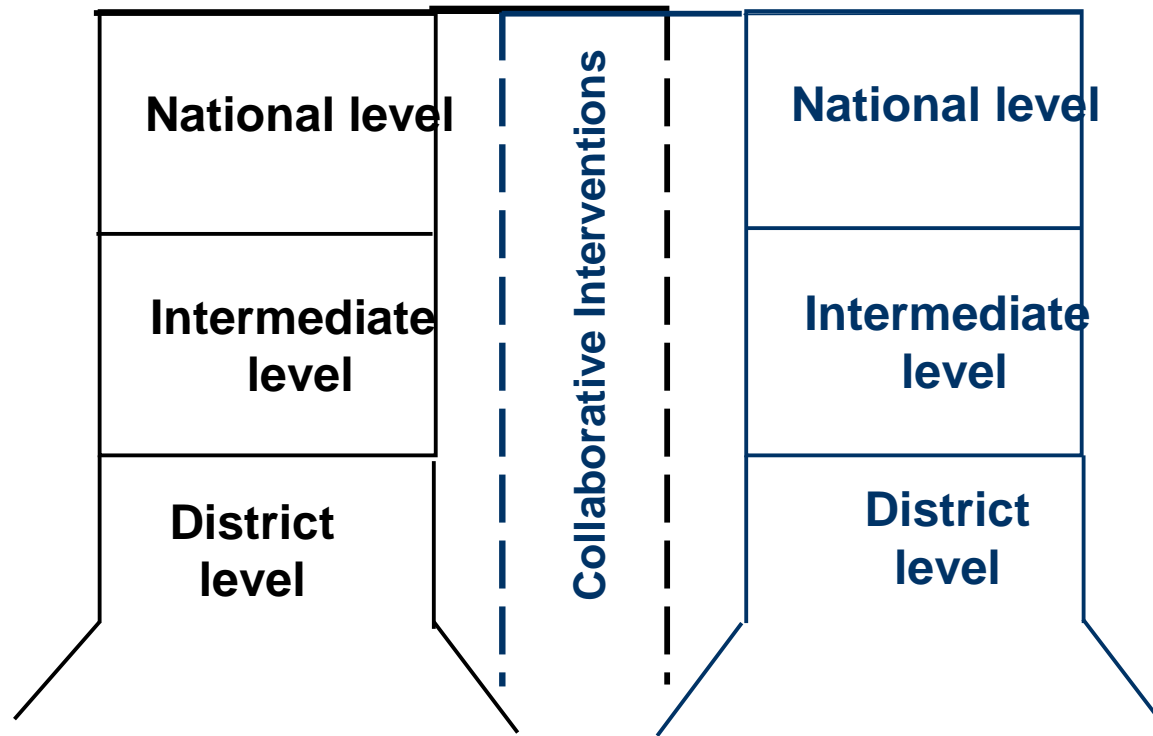 National level
Intermediate
level
District
level
Collaborative Interventions
National level
Intermediate
level
District
level